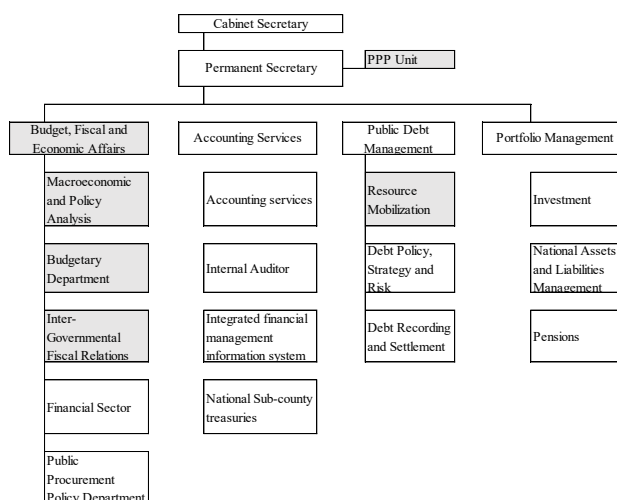 Cabinet Secretary
Permanent Secretary
PPP Unit
Budget, Fiscal and
Economic Affairs
Accounting Services
Public Debt
Management
Portfolio Management
Macroeconomic
and Policy
Analysis
Accounting services
Resource
Mobilization
Investment
Budgetary
Department
Internal Auditor
Debt Policy,
Strategy and
Risk
National Assets
and Liabilities
Management
Inter-
Governmental
Fiscal Relations
Integrated financial
management
information system
Debt Recording
and Settlement
Pensions
Financial Sector
National Sub-county
treasuries
Public
Procurement
Policy Department